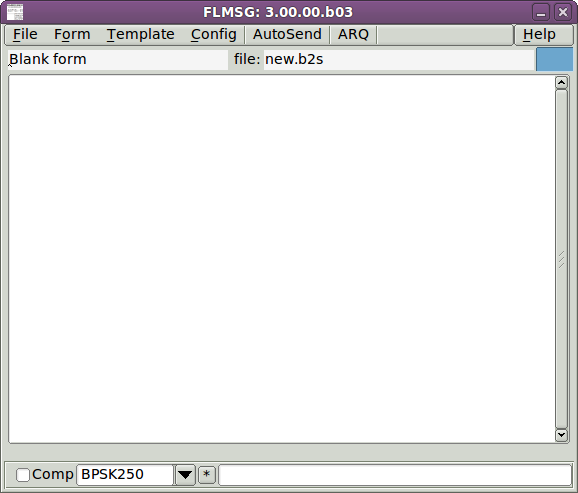 FLMSG: 3.00.00.b03
File Form Template Config AutoSend ARQ Help
Blank form file: new.b2s
Comp BPSK250 *